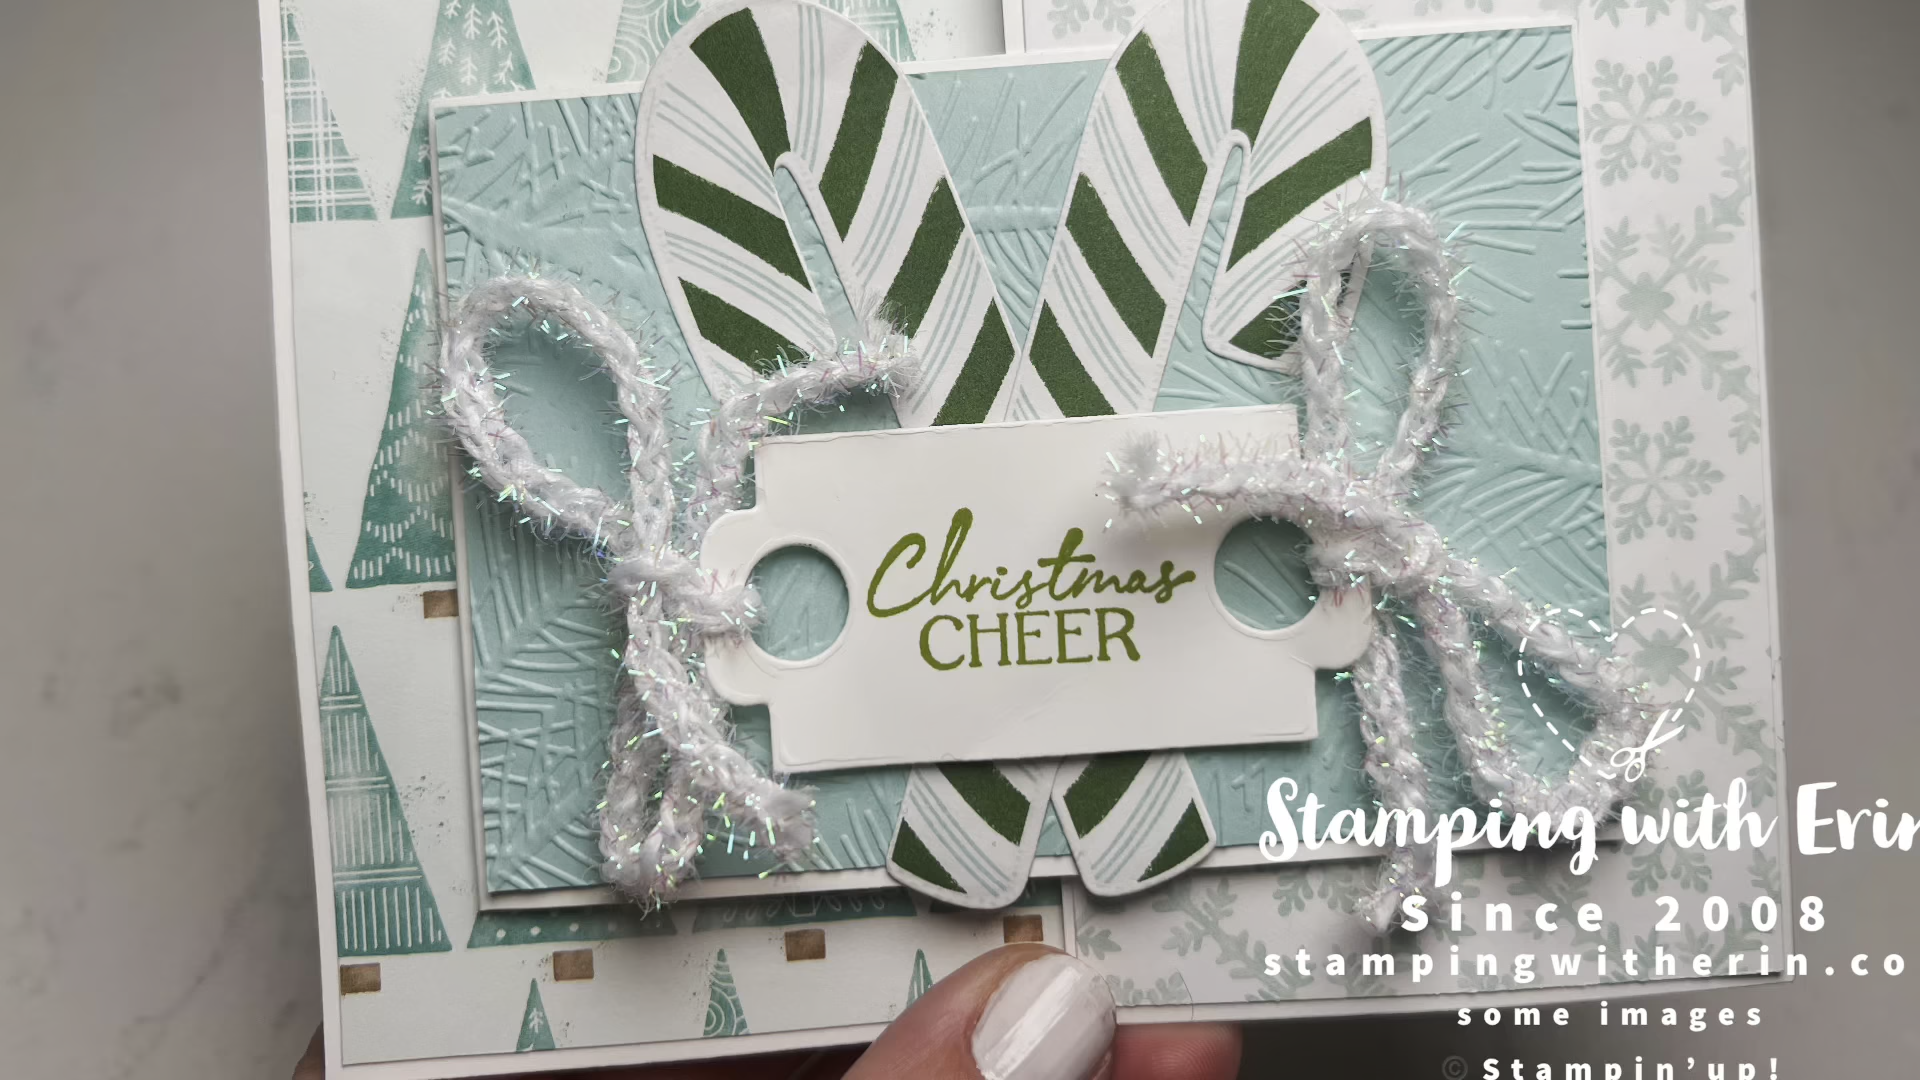 Christmas
CHEER
Stamping with Erin
Since 2008
stampingwitherin.co
some images
© Stampin'up!